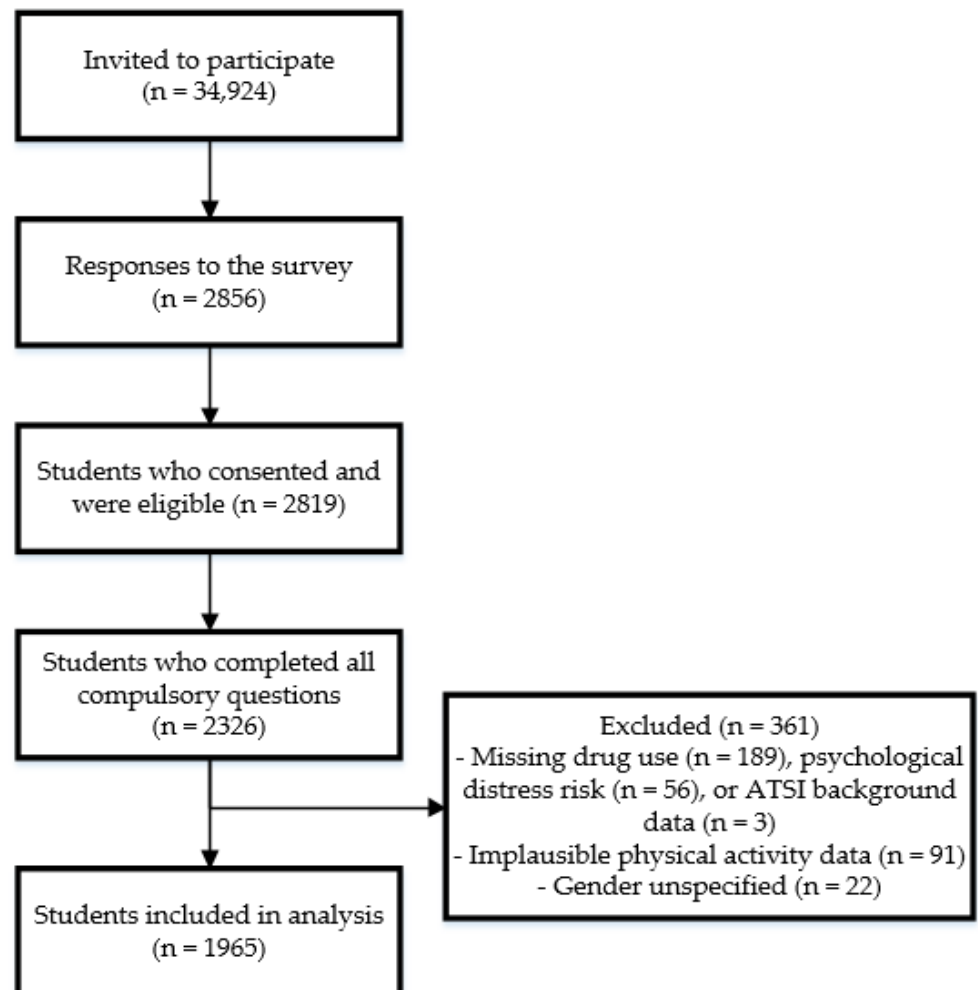 Invited to participate
(n = 34,924)
Responses to the survey
(n = 2856)
Students who consented and
were eligible (n = 2819)
Students who completed all
compulsory questions
(n = 2326)
Excluded (n = 361)
- Missing drug use (n = 189), psychological
distress risk (n = 56), or ATSI background
data (n = 3)
- Implausible physical activity data (n = 91)
- Gender unspecified (n = 22)
Students included in analysis
(n = 1965)